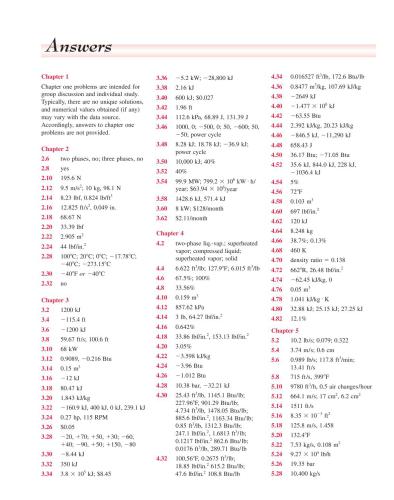 Answers
Chapter 1
Chapter one problems are intended for
group discussion and individual study.
Typically, there are no unique solutions,
and numerical values obtained (if any)
may vary with the data source.
Accordingly, answers to chapter one
problems are not provided.
Chapter 2
2.6 two phases, no; three phases, no
2.8 yes
2.10 195.6 N
2.12 9.5 m/s²; 10 kg, 98.1 N
2.14 8.23 lbf, 0.824 lb/ft³
2.16 12.825 ft/s², 0.049 in.
2.18 68.67 N
2.20 33.39 lbf
2.22 2.905 m³
2.24 44 lbf/in.²
2.28 100°C; 20°C; 0°C; −17.78°C;
−40°C; −273.15°C
2.30 −40°F or −40°C
2.32 no
Chapter 3
3.2 1200 kJ
3.4 −115.4 ft
3.6 −1200 kJ
3.8 59.67 ft/s; 100.6 ft
3.10 68 kW
3.12 0.9089, −0.216 Btu
3.14 0.15 m³
3.16 −12 kJ
3.18 80.47 kJ
3.20 1.843 kJ/kg
3.22 −160.9 kJ, 400 kJ, 0 kJ, 239.1 kJ
3.24 0.27 hp, 115 RPM
3.26 $0.05
3.28 −20, +70; +50, +30; −60,
+40; −90, +50; +150, −80
3.30 −8.44 kJ
3.32 350 kJ
3.34 3.8 × 10⁵ kJ; $8.45
3.36 −5.2 kW; −28,800 kJ
3.38 2.16 kJ
3.40 600 kJ; $0.027
3.42 1.96 ft
3.44 112.6 kPa, 68.89 J, 131.39 J
3.46 1000, 0; −500, 0; 50, −600; 50,
−50; power cycle
3.48 8.28 kJ; 18.78 kJ; −36.9 kJ;
power cycle
3.50 10,000 kJ; 40%
3.52 40%
3.54 99.9 MW; 799.2 × 10⁶ kW·h/
year; $63.94 × 10⁶/year
3.58 1428.6 kJ, 571.4 kJ
3.60 8 kW; $128/month
3.62 $2.11/month
Chapter 4
4.2 two-phase liq.-vap.; superheated
vapor; compressed liquid;
superheated vapor; solid
4.4 6.622 ft³/lb; 127.9°F; 6.015 ft³/lb
4.6 67.5%; 100%
4.8 33.56%
4.10 0.159 m³
4.12 857.62 kPa
4.14 3 lb, 64.27 lbf/in.²
4.16 0.642%
4.18 33.86 lbf/in.², 153.13 lbf/in.²
4.20 3.05%
4.22 −3.598 kJ/kg
4.24 −3.96 Btu
4.26 −1.012 Btu
4.28 10.38 bar, −32.21 kJ
4.30 25.43 ft³/lb, 1145.1 Btu/lb;
227.96°F, 901.29 Btu/lb;
4.734 ft³/lb, 1478.05 Btu/lb;
885.6 lbf/in.², 1163.34 Btu/lb;
0.85 ft³/lb, 1312.3 Btu/lb;
247.1 lbf/in.², 1.6813 ft³/lb;
0.1217 lbf/in.² 862.6 Btu/lb;
0.0176 ft³/lb, 289.71 Btu/lb
4.32 100.56°F, 0.2675 ft³/lb;
18.85 lbf/in.² 615.2 Btu/lb;
47.6 lbf/in.² 108.8 Btu/lb
4.34 0.016527 ft³/lb, 172.6 Btu/lb
4.36 0.8477 m³/kg, 107.69 kJ/kg
4.38 −2649 kJ
4.40 −1.477 × 10⁶ kJ
4.42 −63.55 Btu
4.44 2.392 kJ/kg, 20.23 kJ/kg
4.46 −846.5 kJ, −11,290 kJ
4.48 658.43 J
4.50 36.17 Btu; −71.05 Btu
4.52 35.6 kJ, 844.0 kJ, 228 kJ,
−1036.4 kJ
4.54 5%
4.56 72°F
4.58 0.103 m³
4.60 697 lbf/in.²
4.62 120 kJ
4.64 8.248 kg
4.66 38.7%; 0.13%
4.68 460 K
4.70 density = 0.138
4.72 662°R, 26.48 lbf/in.²
4.74 −62.45 kJ/kg, 0
4.76 0.05 m³
4.78 1.041 kJ/kg·K
4.80 32.88 kJ; 25.15 kJ; 27.25 kJ
4.82 12.1%
Chapter 5
5.2 10.2 lb/s; 0.079; 0.322
5.4 3.74 m/s; 0.6 cm
5.6 0.989 lb/s; 117.8 ft³/min;
13.41 ft/s
5.8 715 ft/s, 399°F
5.10 9780 ft³/h, 0.5 air changes/hour
5.12 664.1 m/s, 17 cm², 6.2 cm²
5.14 1511 ft/s
5.16 8.35 × 10⁻³ ft²
5.18 125.8 m/s, 1.458
5.20 132.4°F
5.22 7.53 kg/s, 0.108 m²
5.24 9.27 × 10⁴ lb/h
5.26 19.35 bar
5.28 10,400 kg/s